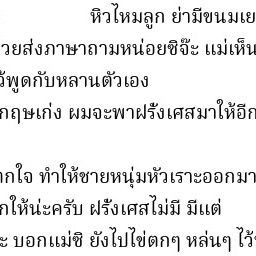 หิวไหมลูก ย่ามีขนมเย
วยส่งภาษาถามหน่อยซิจ๊ะ แม่เห็น
พูดกับหลานตัวเอง
กฤษเก่ง ผมจะพาฝรั่งเศสมาให้อีก
ากใจ ทำให้ชายหนุ่มหัวเราะออกมา
กให้น่ะครับ ฝรั่งเศสไม่มี มีแต่
ะ บอกแม่ซิ ยังไปไข่ตกๆ หล่นๆ ไว้